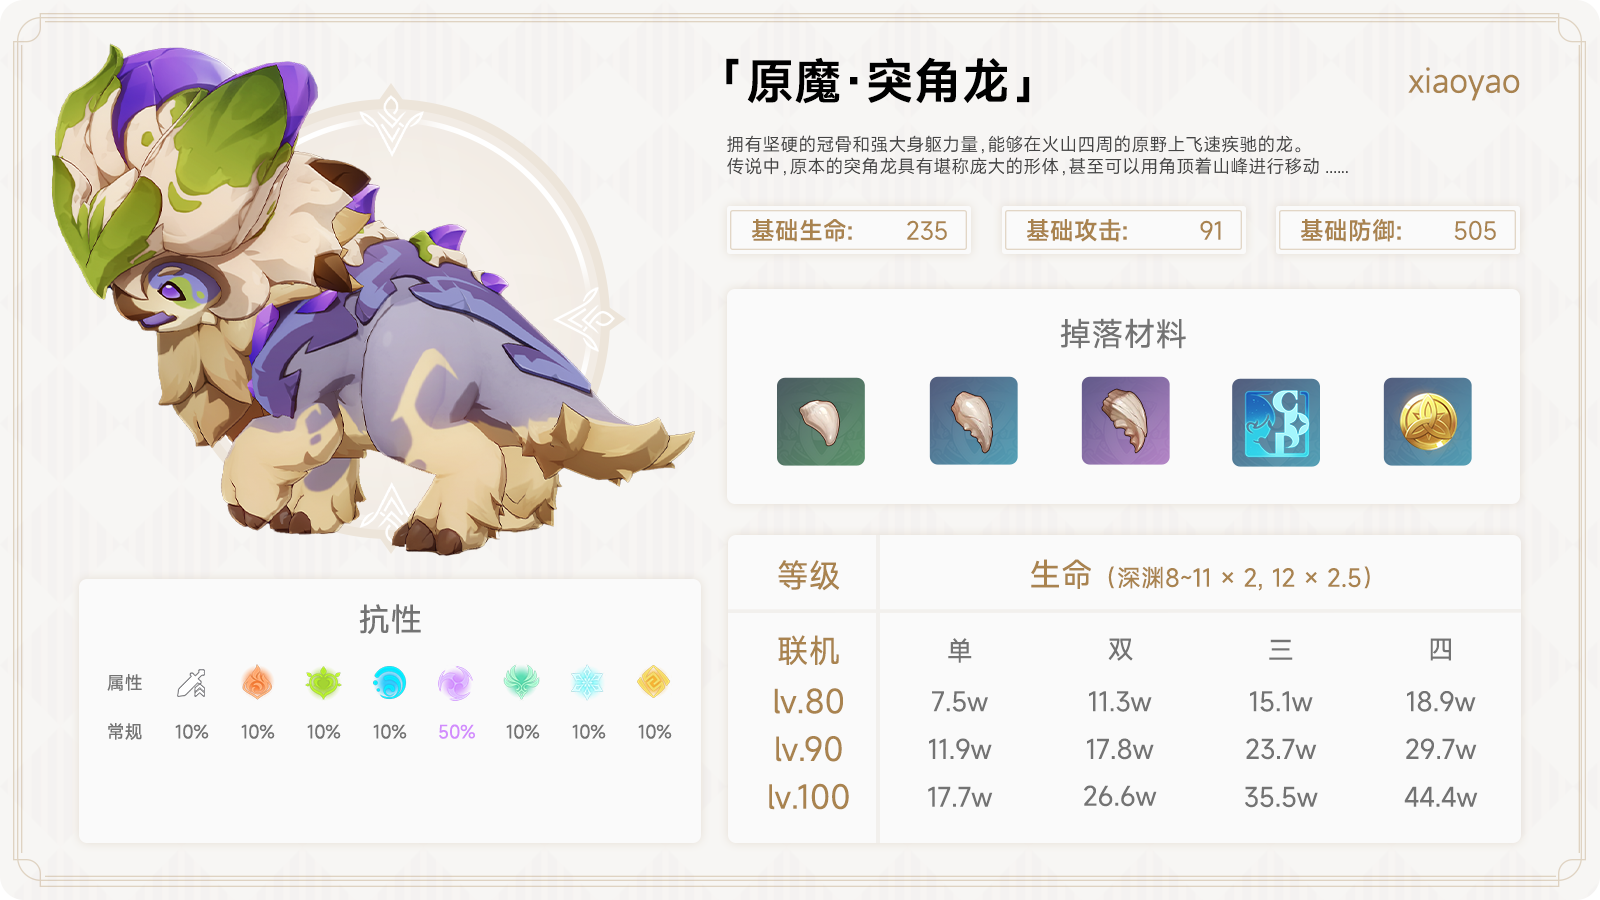 「原魔·突角龙」
xiaoyao
拥有坚硬的冠骨和强大身躯力量,能够在火山四周的原野上飞速疾驰的龙。
传说中,原本的突角龙具有堪称庞大的形体,甚至可以用角顶着山峰进行移动 ......
基础生命: 235 基础攻击: 91 基础防御: 505
掉落材料
抗性
属性
常规 10% 10% 10% 10% 50% 10% 10% 10%
等级 生命 (深渊8~11 × 2, 12 × 2.5)
联机 单 双 三 四
lv.80 7.5w 11.3w 15.1w 18.9w
lv.90 11.9w 17.8w 23.7w 29.7w
lv.100 17.7w 26.6w 35.5w 44.4w